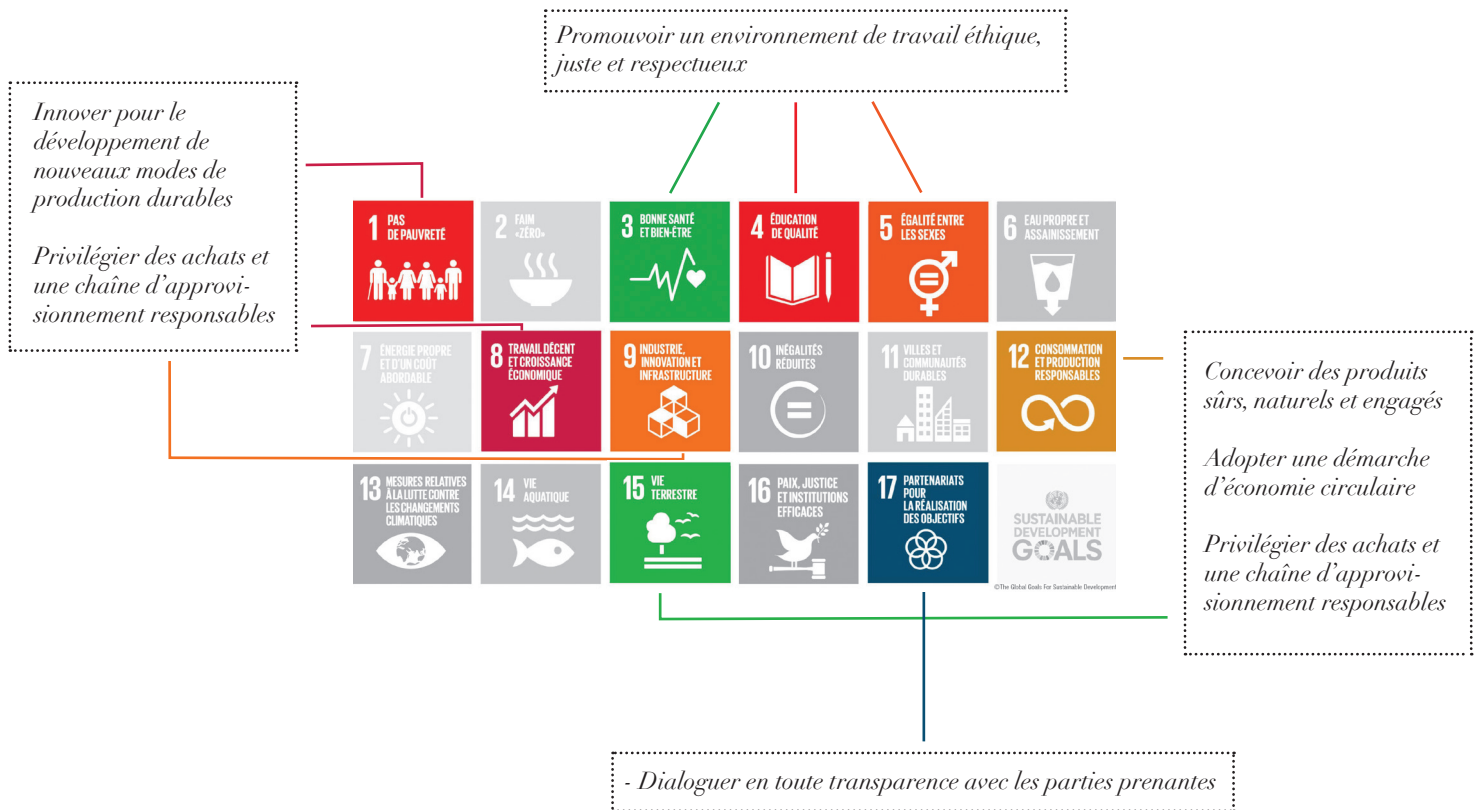 Promouvoir un environnement de travail éthique,
juste et respectueux
Innover pour le
développement de
nouveaux modes de
production durables
Privilégier des achats et
une chaîne d'approvi-
sionnement responsables
1 PAS
DE PAUVRETÉ
2 FAIM
«ZÉRO»
3 BONNE SANTÉ
ET BIEN-ÊTRE
4 ÉDUCATION
DE QUALITÉ
5 ÉGALITÉ ENTRE
LES SEXES
6 EAU PROPRE ET
ASSAINISSEMENT
7 ÉNERGIE PROPRE
ET D'UN COÛT
ABORDABLE
8 TRAVAIL DÉCENT
ET CROISSANCE
ÉCONOMIQUE
9 INDUSTRIE,
INNOVATION ET
INFRASTRUCTURE
10 INÉGALITÉS
RÉDUITES
11 VILLES ET
COMMUNAUTÉS
DURABLES
12 CONSOMMATION
ET PRODUCTION
RESPONSABLES
13 MESURES RELATIVES
À LA LUTTE CONTRE
LES CHANGEMENTS
CLIMATIQUES
14 VIE
AQUATIQUE
15 VIE
TERRESTRE
16 PAIX, JUSTICE
ET INSTITUTIONS
EFFICACES
17 PARTENARIATS
POUR
LA RÉALISATION
DES OBJECTIFS
SUSTAINABLE
DEVELOPMENT
GOALS
©The Global Goals For Sustainable Development
Concevoir des produits
sûrs, naturels et engagés
Adopter une démarche
d'économie circulaire
Privilégier des achats et
une chaîne d'approvi-
sionnement responsables
- Dialoguer en toute transparence avec les parties prenantes